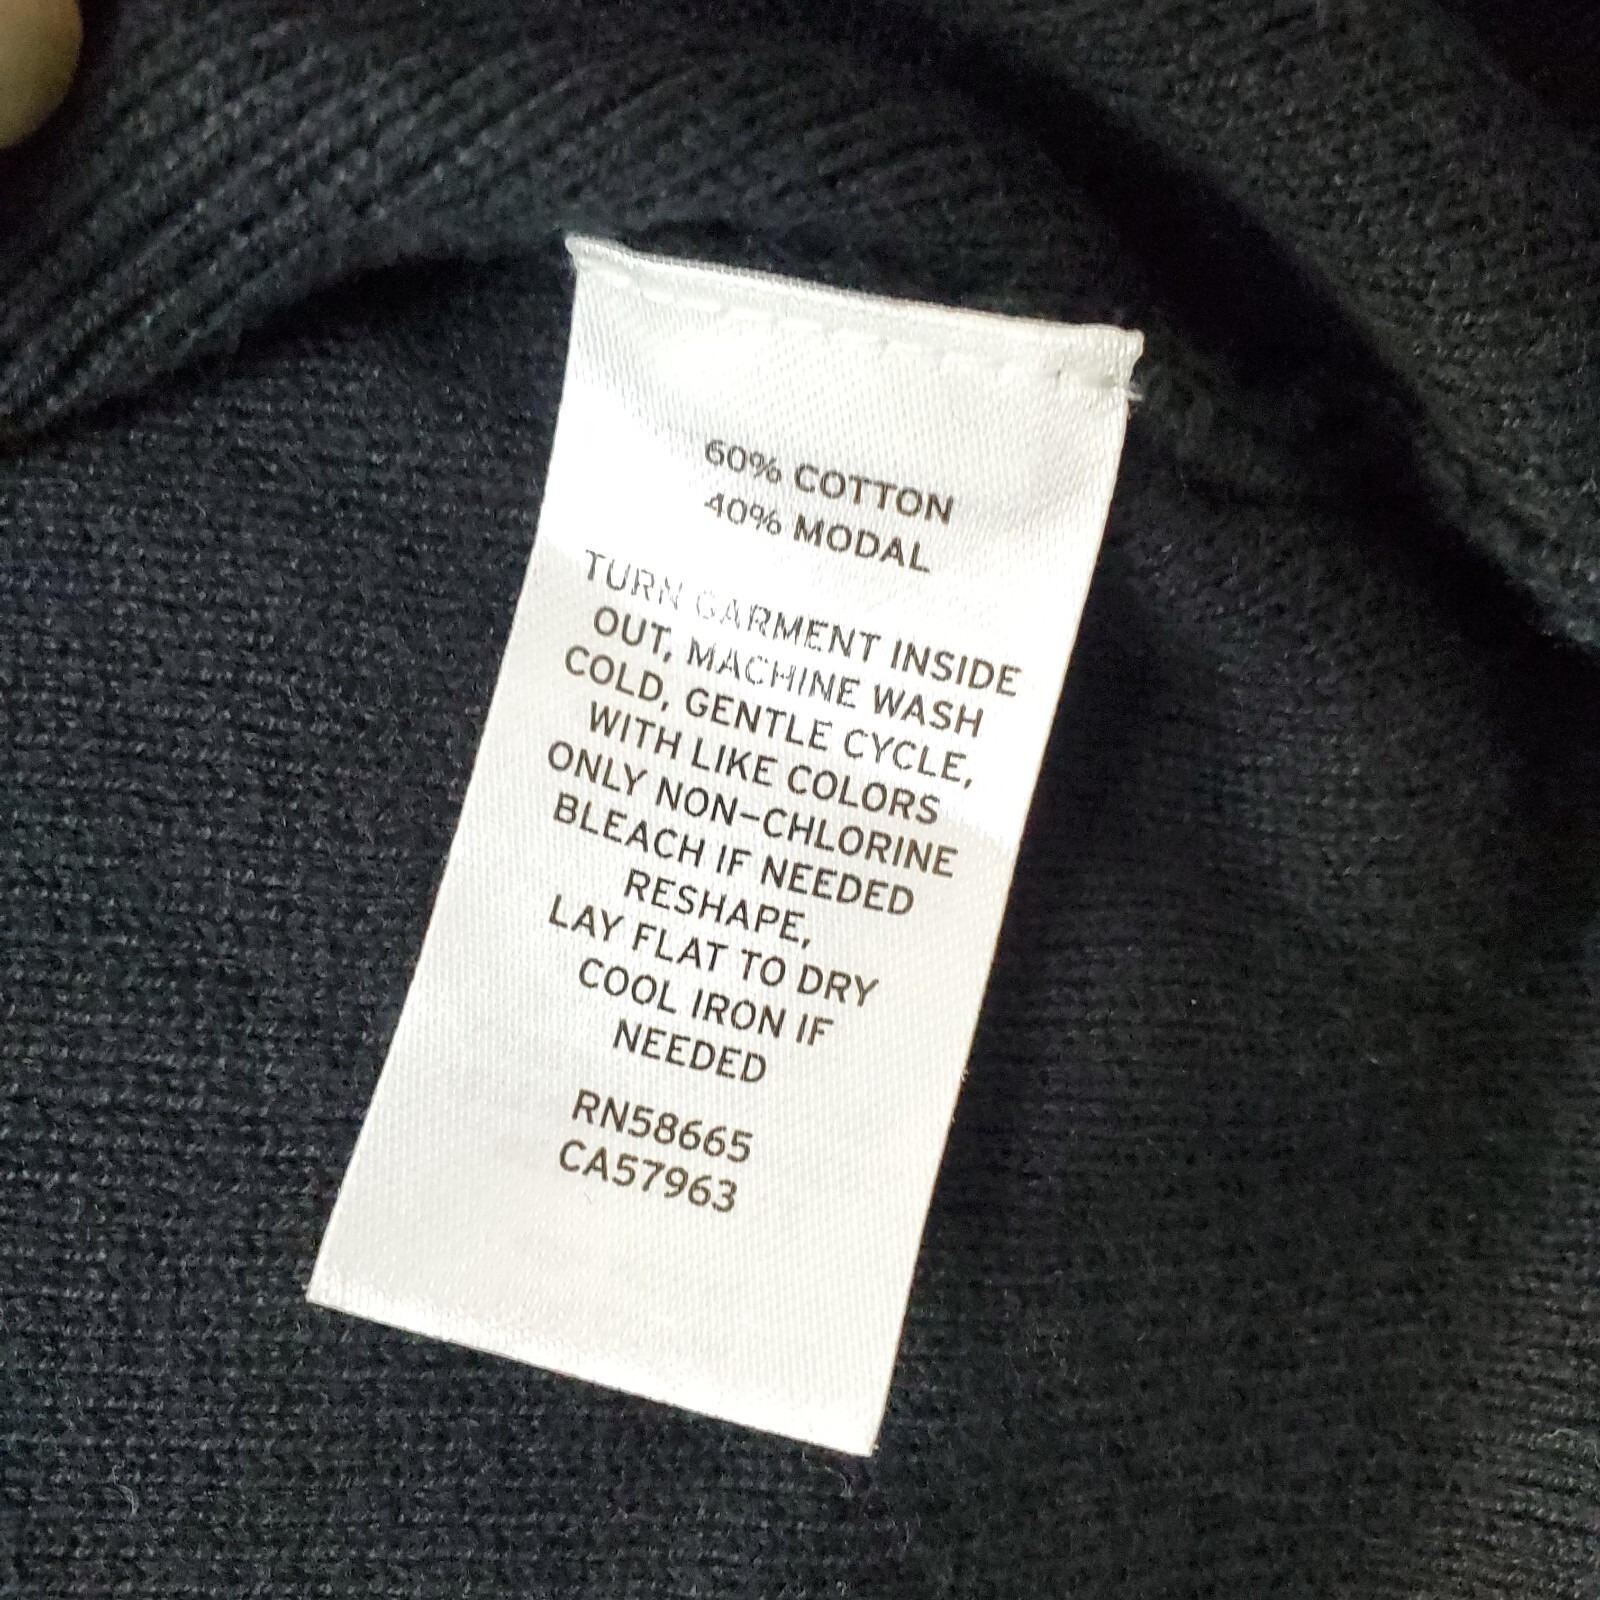 60% COTTON
40% MODAL
TURN GARMENT INSIDE
OUT, MACHINE WASH
COLD, GENTLE CYCLE,
WITH LIKE COLORS
ONLY NON-CHLORINE
BLEACH IF NEEDED
RESHAPE,
LAY FLAT TO DRY
COOL IRON IF
NEEDED
RN58665
CA57963